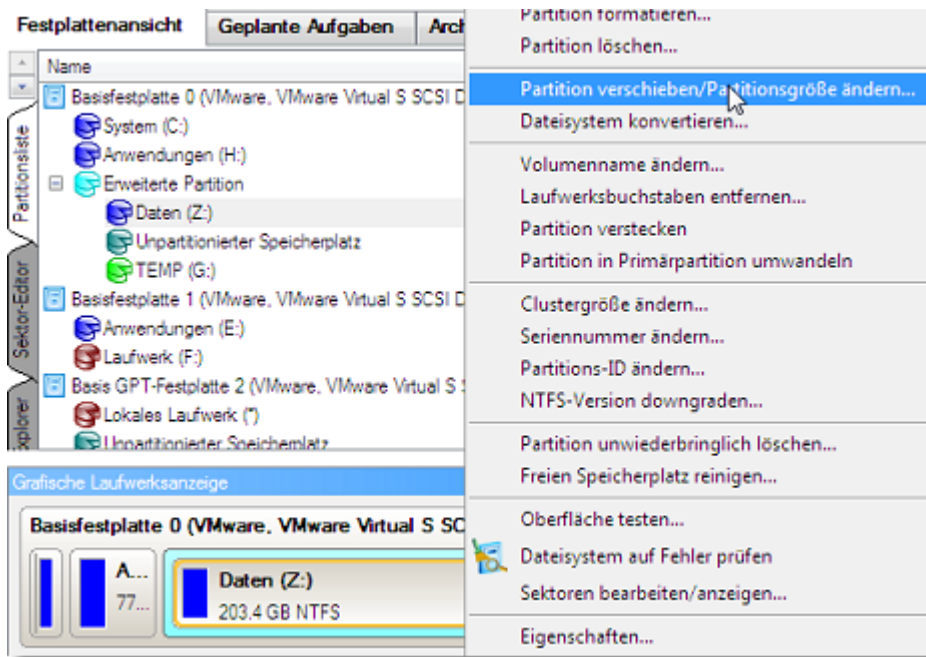 Festplattenansicht
Geplante Aufgaben
Arch
Name
Basisfestplatte 0 (VMware, VMware Virtual S SCSI D
System (C:)
Anwendungen (H:)
Erweiterte Partition
Daten (Z:)
Unpartitionierter Speicherplatz
TEMP (G:)
Basisfestplatte 1 (VMware, VMware Virtual S SCSI D
Anwendungen (E:)
Laufwerk (F:)
Basis GPT-Festplatte 2 (VMware, VMware Virtual S
Lokales Laufwerk (*)
Unpartitionierter Speicherplatz
Partitionsliste
Sektor-Editor
xplorer
Partition formatieren...
Partition löschen...
Partition verschieben/Partitionsgröße ändern...
Dateisystem konvertieren...
Volumenname ändern...
Laufwerksbuchstaben entfernen...
Partition verstecken
Partition in Primärpartition umwandeln
Clustergröße ändern...
Seriennummer ändern...
Partitions-ID ändern...
NTFS-Version downgraden...
Partition unwiederbringlich löschen...
Freien Speicherplatz reinigen...
Oberfläche testen...
Dateisystem auf Fehler prüfen
Sektoren bearbeiten/anzeigen...
Eigenschaften...
Grafische Laufwerksanzeige
Basisfestplatte 0 (VMware, VMware Virtual S SC
A...
77...
Daten (Z:)
203.4 GB NTFS